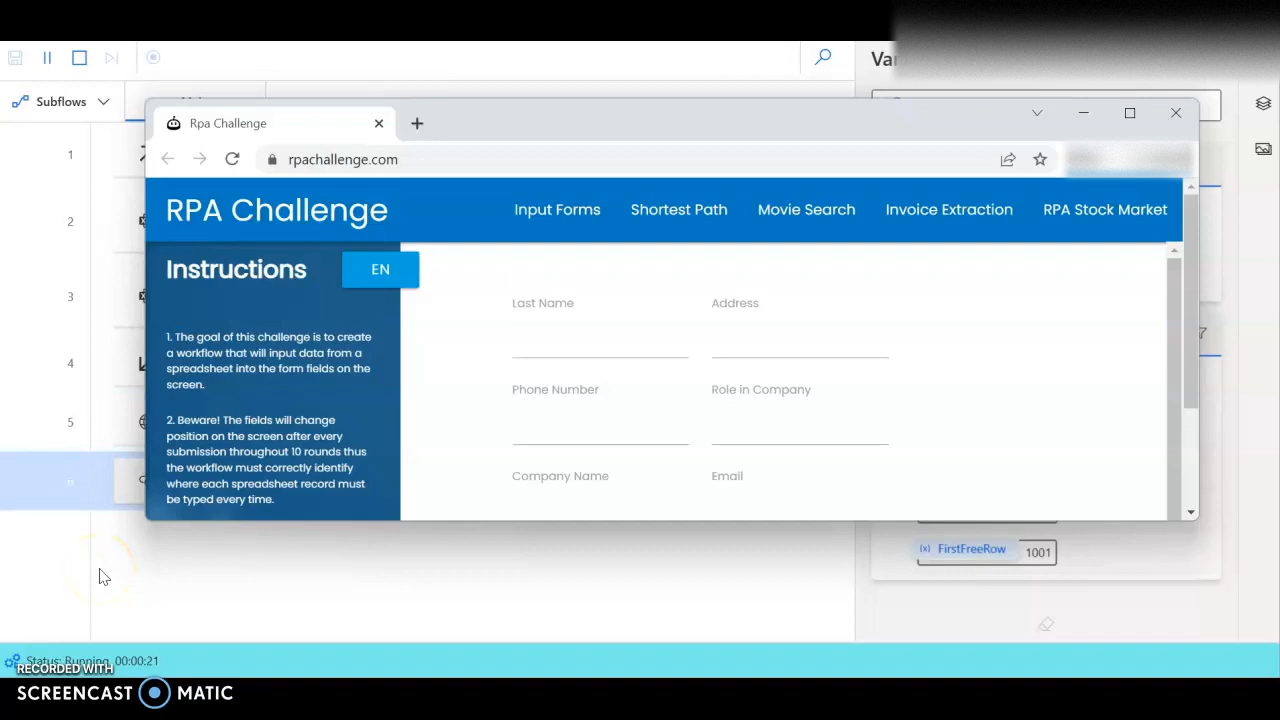 Var
Subflows
Rpa Challenge
rpachallenge.com
1
2
3
4
5
RPA Challenge
Input Forms
Shortest Path
Movie Search
Invoice Extraction
RPA Stock Market
Instructions
EN
1. The goal of this challenge is to create
a workflow that will input data from a
spreadsheet into the form fields on the
screen.
2. Beware! The fields will change
position on the screen after every
submission throughout 10 rounds thus
the workflow must correctly identify
where each spreadsheet record must
be typed every time.
Last Name
Address
Phone Number
Role in Company
Company Name
Email
(x) FirstFreeRow
1001
Status: Running 00:00:21
RECORDED WITH
SCREENCAST MATIC